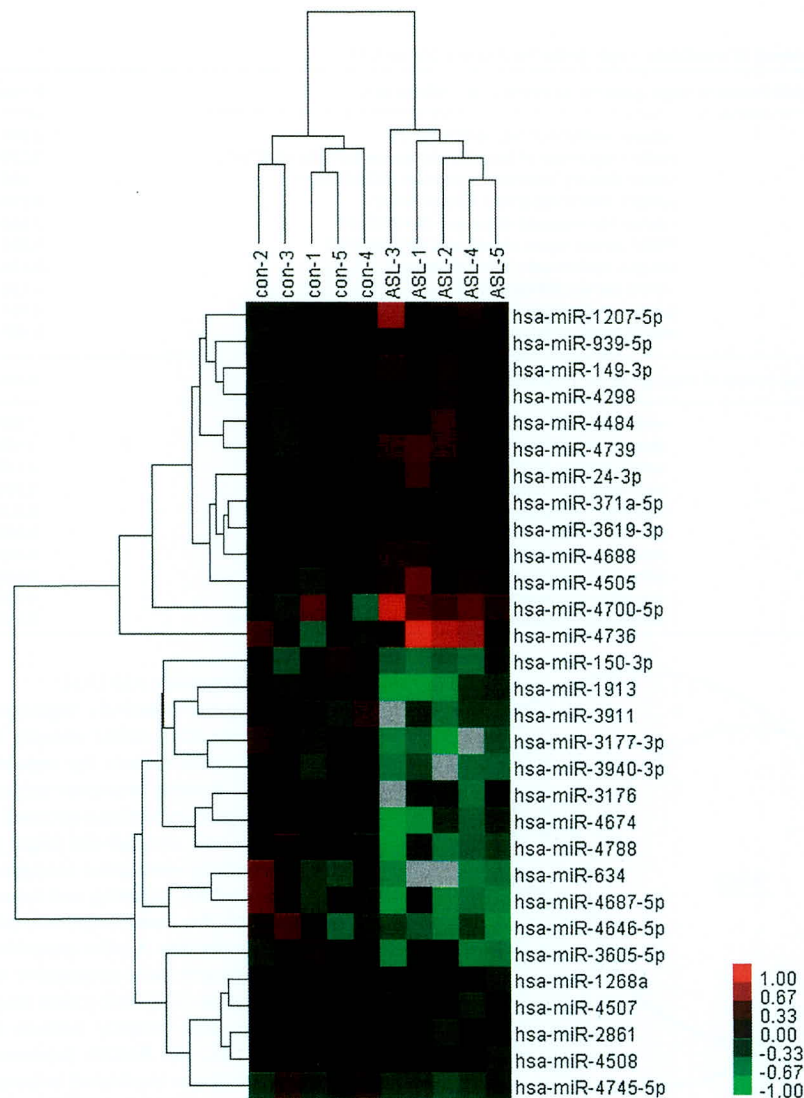 con-2
con-3
con-1
con-5
con-4
ASL-3
ASL-1
ASL-2
ASL-4
ASL-5
hsa-miR-1207-5p
hsa-miR-939-5p
hsa-miR-149-3p
hsa-miR-4298
hsa-miR-4484
hsa-miR-4739
hsa-miR-24-3p
hsa-miR-371a-5p
hsa-miR-3619-3p
hsa-miR-4688
hsa-miR-4505
hsa-miR-4700-5p
hsa-miR-4736
hsa-miR-150-3p
hsa-miR-1913
hsa-miR-3911
hsa-miR-3177-3p
hsa-miR-3940-3p
hsa-miR-3176
hsa-miR-4674
hsa-miR-4788
hsa-miR-634
hsa-miR-4687-5p
hsa-miR-4646-5p
hsa-miR-3605-5p
hsa-miR-1268a
hsa-miR-4507
hsa-miR-2861
hsa-miR-4508
hsa-miR-4745-5p
1.00
0.67
0.33
0.00
-0.33
-0.67
-1.00